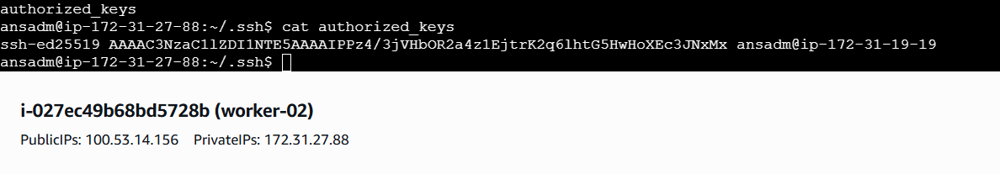 authorized_keys
ansadm@ip-172-31-27-88:~/.ssh$ cat authorized_keys
ssh-ed25519 AAAAC3NzaC1lZDI1NTE5AAAAIPPz4/3jVHbOR2a4z1EjtrK2q6lhtG5HwHoXEc3JNxMx ansadm@ip-172-31-19-19
ansadm@ip-172-31-27-88:~/.ssh$
i-027ec49b68bd5728b (worker-02)
PublicIPs: 100.53.14.156 PrivateIPs: 172.31.27.88